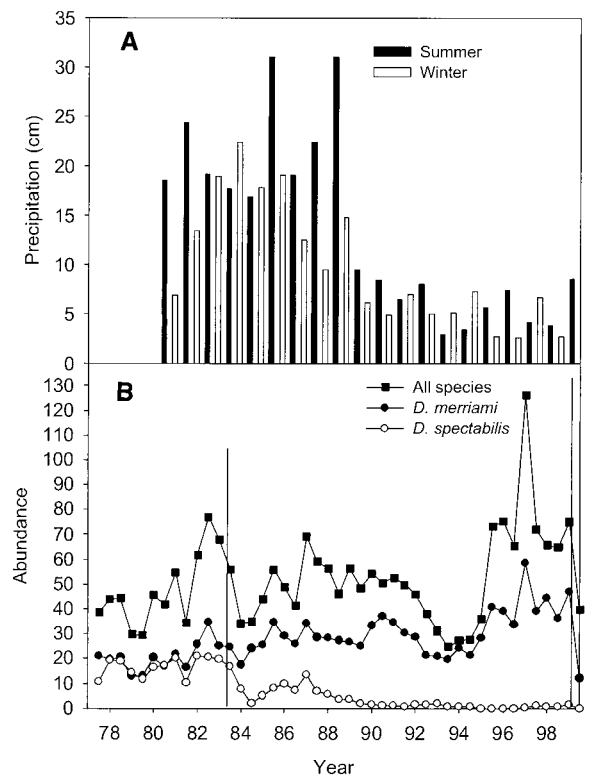 35
30
25
20
15
10
5
0
Precipitation (cm)
A
Summer
Winter
130
120
110
100
90
80
70
60
50
40
30
20
10
0
Abundance
B
All species
D. merriami
D. spectabilis
78 80 82 84 86 88 90 92 94 96 98
Year